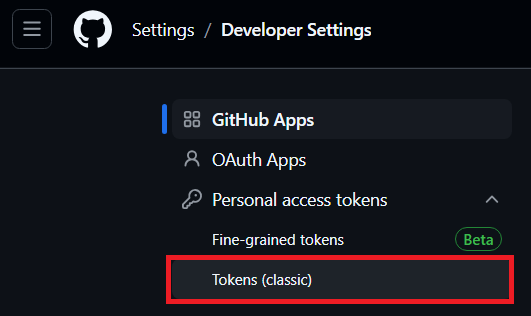 Settings / Developer Settings
GitHub Apps
OAuth Apps
Personal access tokens
Fine-grained tokens Beta
Tokens (classic)